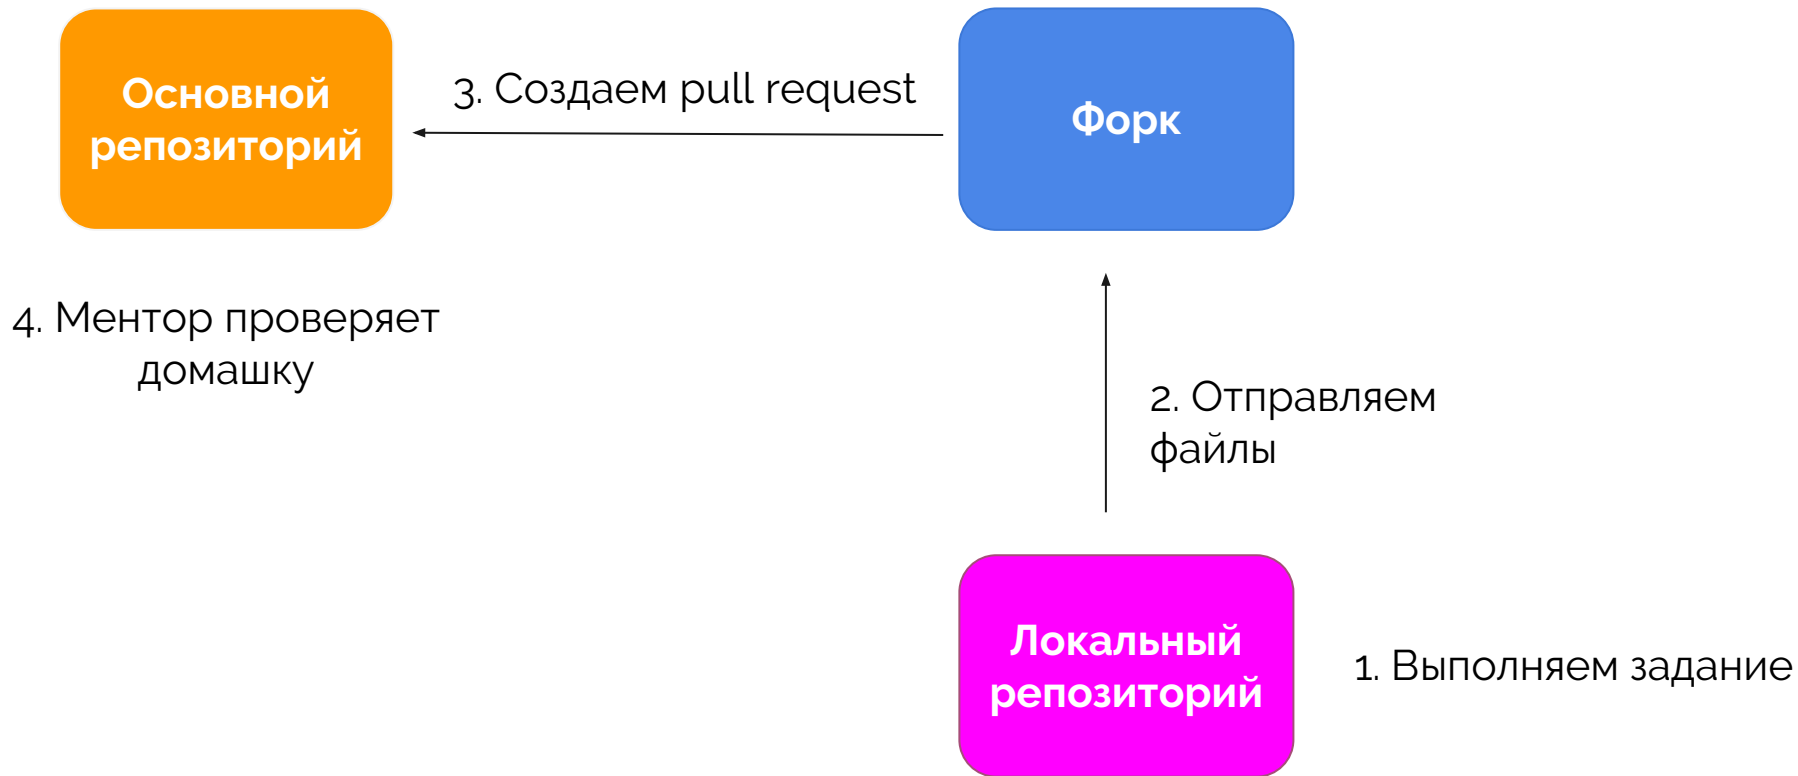 Основной
репозиторий
3. Создаем pull request
Форк
4. Ментор проверяет
домашку
2. Отправляем
файлы
Локальный
репозиторий
1. Выполняем задание